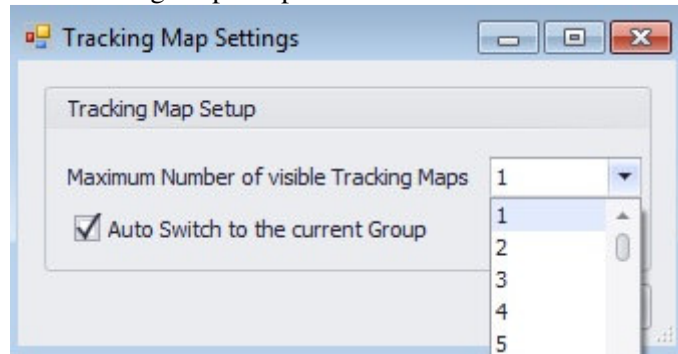 Tracking Map Settings
Tracking Map Setup
Maximum Number of visible Tracking Maps 1
Auto Switch to the current Group
1
2
3
4
5